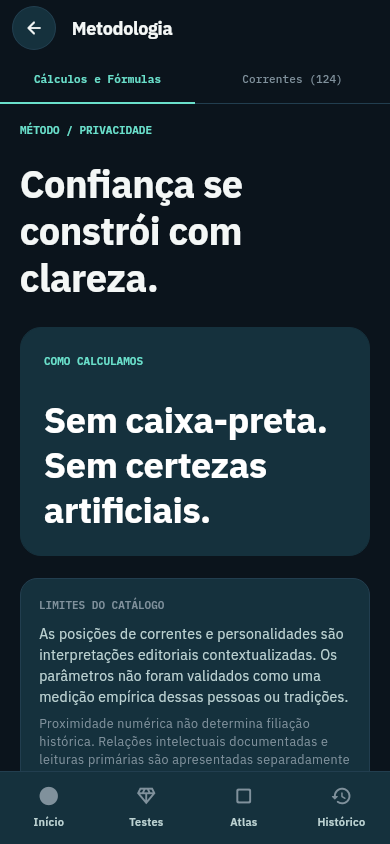 Metodologia
Cálculos e Fórmulas
Correntes (124)
MÉTODO / PRIVACIDADE
Confiança se
constrói com
clareza.
COMO CALCULAMOS
Sem caixa-preta.
Sem certezas
artificiais.
LIMITES DO CATÁLOGO
As posições de correntes e personalidades são
interpretações editoriais contextualizadas. Os
parâmetros não foram validados como uma
medição empírica dessas pessoas ou tradições.
Proximidade numérica não determina filiação
histórica. Relações intelectuais documentadas e
leituras primárias são apresentadas separadamente
Início
Testes
Atlas
Histórico